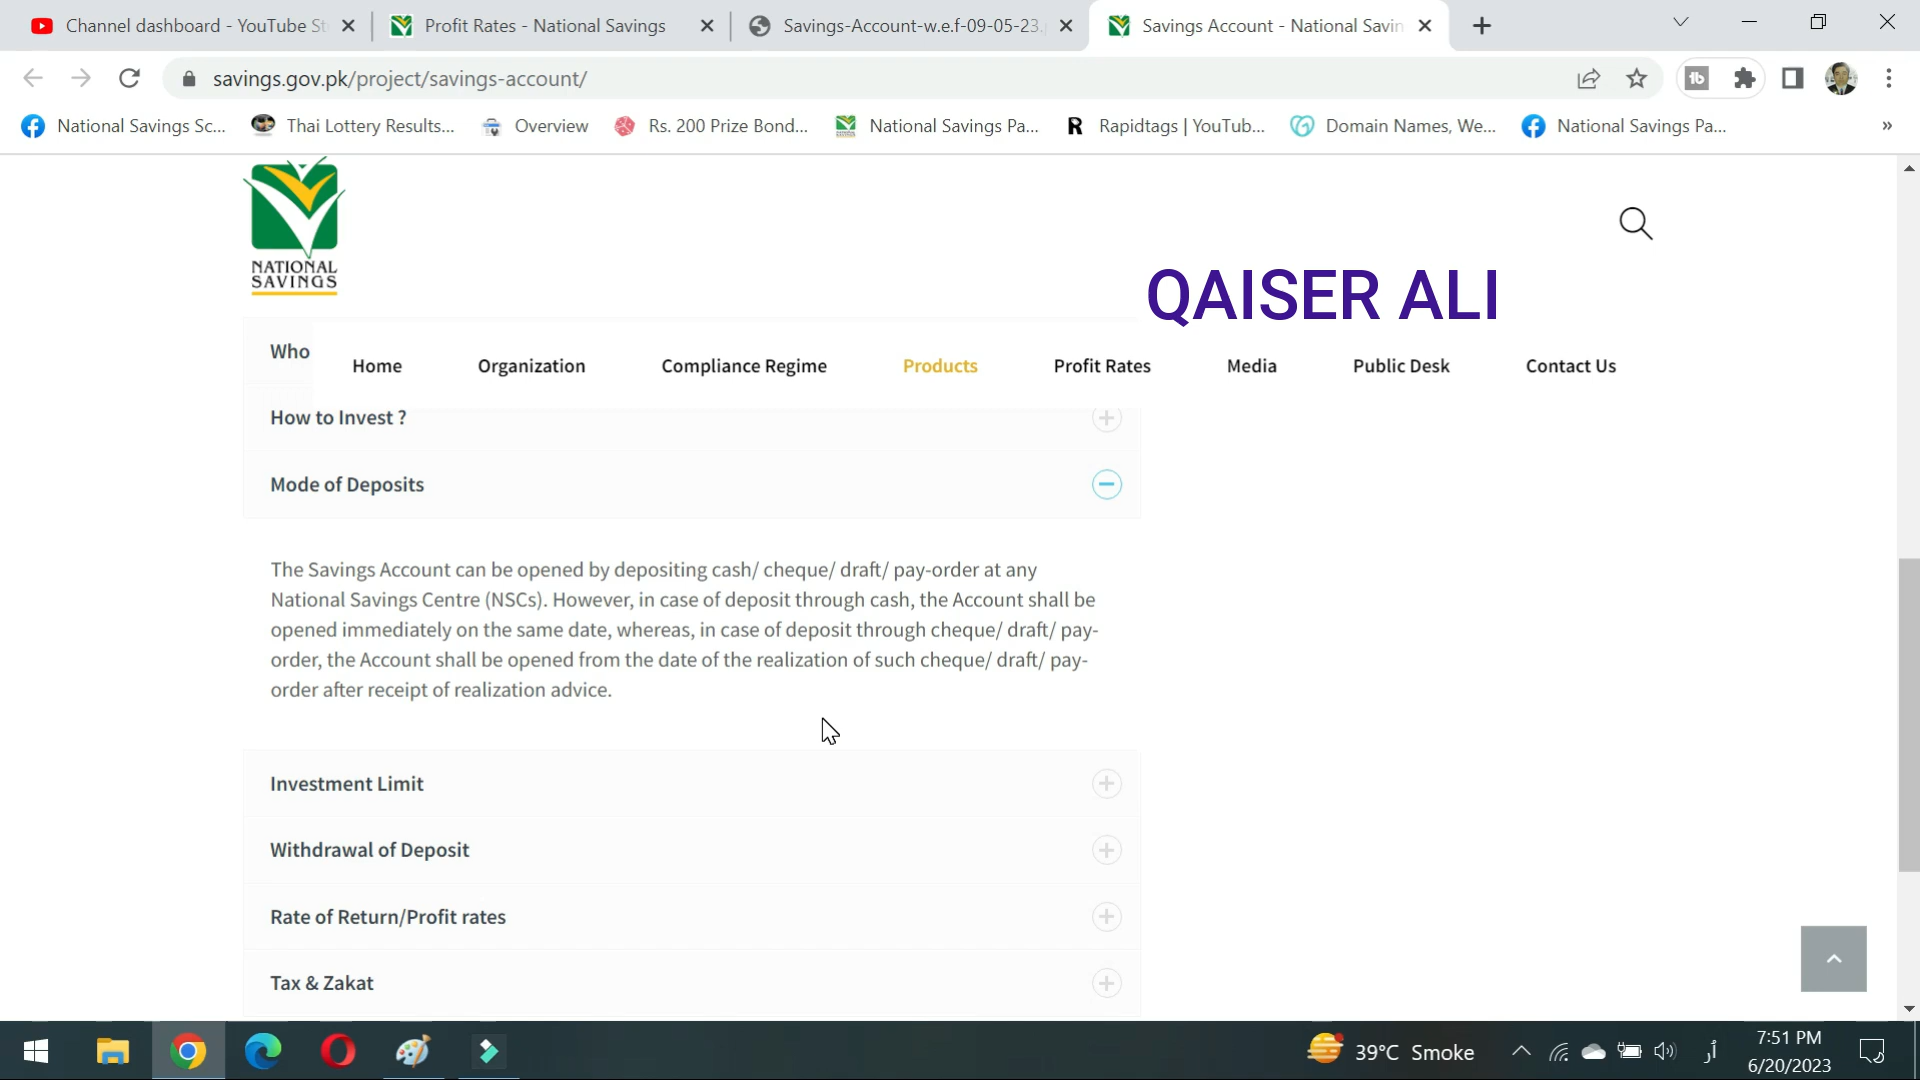 Channel dashboard - YouTube St
Profit Rates - National Savings
Savings-Account-w.e.f-09-05-23.
Savings Account - National Savin
savings.gov.pk/project/savings-account/
National Savings Sc...
Thai Lottery Results...
Overview
Rs. 200 Prize Bond...
National Savings Pa...
Rapidtags | YouTub...
Domain Names, We...
National Savings Pa...
»
NATIONAL
SAVINGS
QAISER ALI
Who
Home
Organization
Compliance Regime
Products
Profit Rates
Media
Public Desk
Contact Us
How to Invest ?
Mode of Deposits
The Savings Account can be opened by depositing cash/ cheque/ draft/ pay-order at any
National Savings Centre (NSCs). However, in case of deposit through cash, the Account shall be
opened immediately on the same date, whereas, in case of deposit through cheque/ draft/ pay-
order, the Account shall be opened from the date of the realization of such cheque/ draft/ pay-
order after receipt of realization advice.
Investment Limit
Withdrawal of Deposit
Rate of Return/Profit rates
Tax & Zakat
39°C Smoke
7:51 PM
6/20/2023